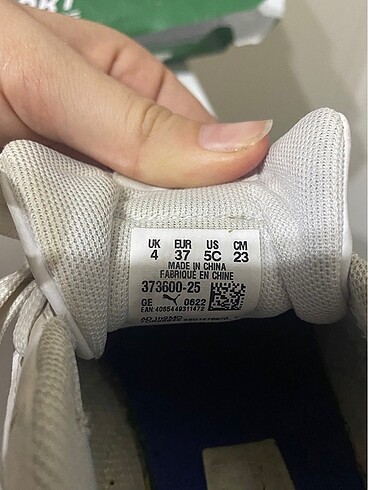 UK EUR US CM
4 37 5C 23
MADE IN CHINA
FABRIQUÉ EN CHINE
373600-25
GE 0622
EAN:4065449311472